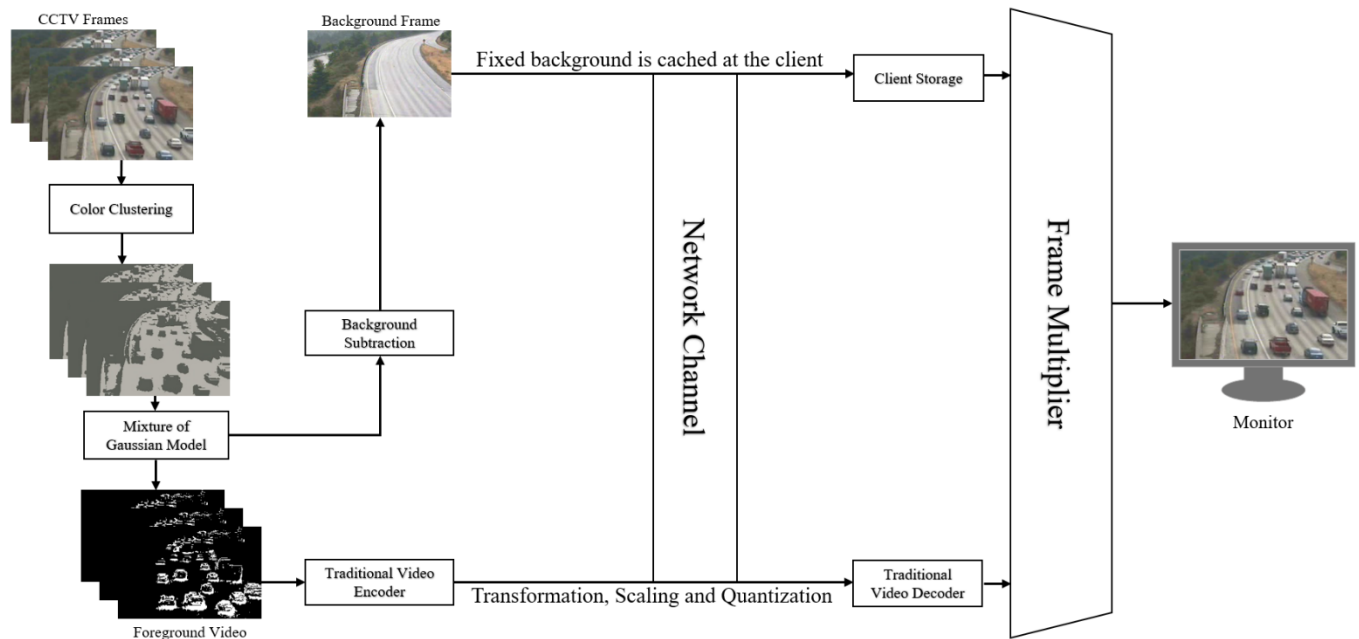 CCTV Frames
Background Frame
Fixed background is cached at the client
Client Storage
Color Clustering
Network Channel
Frame Multiplier
Background
Subtraction
Mixture of
Gaussian Model
Monitor
Traditional Video
Encoder
Transformation, Scaling and Quantization
Traditional
Video Decoder
Foreground Video